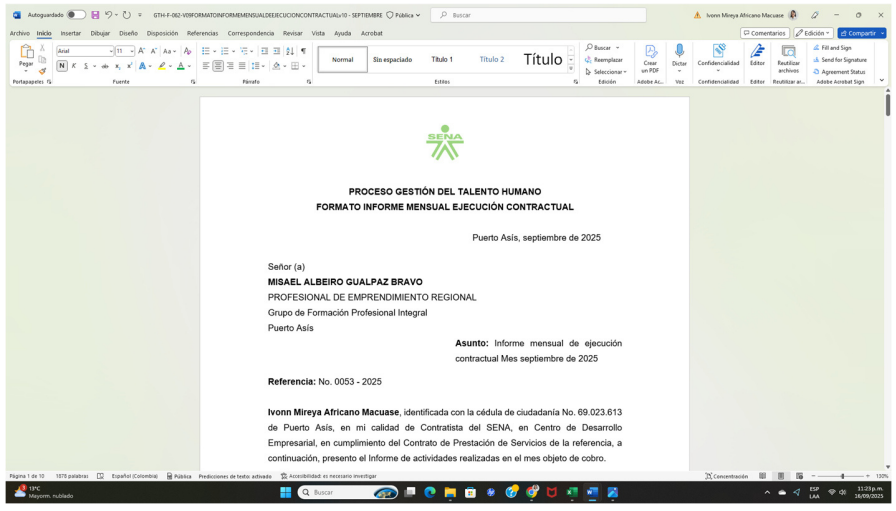 Autoguardado
GTH-F-062-V09FORMATOINFORMEMENSUALDEEJECUCIONCONTRACTUALv10 - SEPTIEMBRE
Pública
Buscar
Ivonn Mireya Africano Macuase
Archivo Inicio Insertar Dibujar Diseño Disposición Referencias Correspondencia Revisar Vista Ayuda Acrobat
Comentarios Edición Compartir
Pegar
Arial 11
N K S
Normal
Sin espaciado
Título 1
Título 2
Título
Buscar
Reemplazar
Seleccionar
Crear un PDF
Dictar
Confidencialidad
Editor
Reutilizar archivos
Fill and Sign
Send for Signature
Agreement Status
Portapapeles Fuente Párrafo Estilos Edición Adobe Ac... Voz Confidencialidad Editor Reutilizar ar... Adobe Acrobat Sign
SENA
PROCESO GESTIÓN DEL TALENTO HUMANO
FORMATO INFORME MENSUAL EJECUCIÓN CONTRACTUAL
Puerto Asís, septiembre de 2025
Señor (a)
MISAEL ALBEIRO GUALPAZ BRAVO
PROFESIONAL DE EMPRENDIMIENTO REGIONAL
Grupo de Formación Profesional Integral
Puerto Asís
Asunto: Informe mensual de ejecución
contractual Mes septiembre de 2025
Referencia: No. 0053 - 2025
Ivonn Mireya Africano Macuase, identificada con la cédula de ciudadanía No. 69.023.613
de Puerto Asís, en mi calidad de Contratista del SENA, en Centro de Desarrollo
Empresarial, en cumplimiento del Contrato de Prestación de Servicios de la referencia, a
continuación, presento el Informe de actividades realizadas en el mes objeto de cobro.
Página 1 de 10 1878 palabras Español (Colombia) Pública Predicciones de texto: activado Accesibilidad: es necesario investigar Concentración 130%
13°C
Mayorm. nublado
Buscar
ESP
LAA
11:23 p.m.
16/09/2025